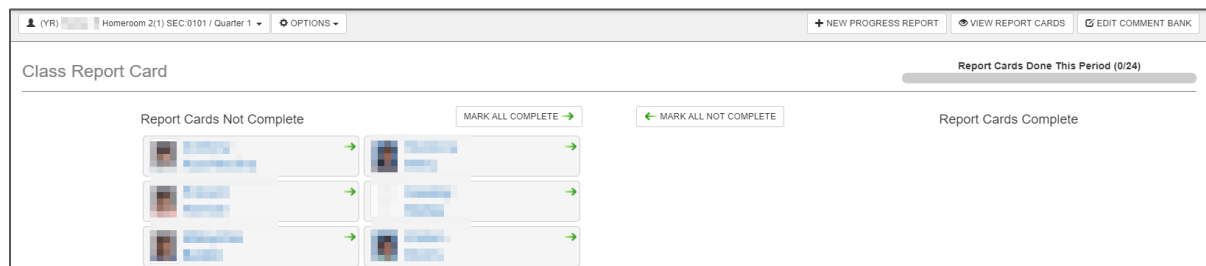 (YR) Homeroom 2(1) SEC:0101 / Quarter 1 OPTIONS NEW PROGRESS REPORT VIEW REPORT CARDS EDIT COMMENT BANK
Class Report Card
Report Cards Done This Period (0/24)
Report Cards Not Complete
MARK ALL COMPLETE
MARK ALL NOT COMPLETE
Report Cards Complete